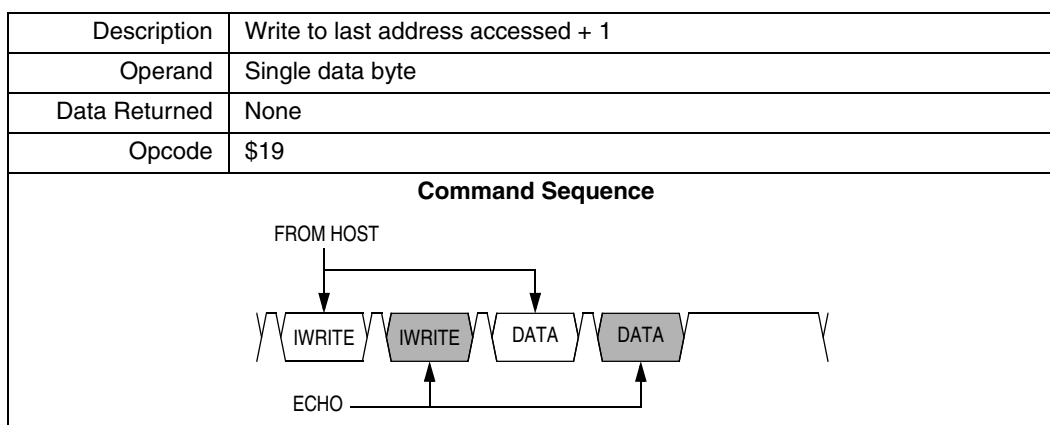 Description Write to last address accessed + 1
Operand Single data byte
Data Returned None
Opcode $19
Command Sequence
FROM HOST
IWRITE IWRITE DATA DATA
ECHO